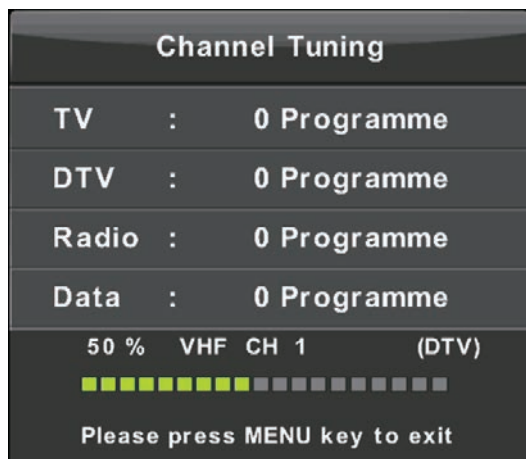 Channel Tuning
TV : 0 Programme
DTV : 0 Programme
Radio : 0 Programme
Data : 0 Programme
50 % VHF CH 1 (DTV)
Please press MENU key to exit